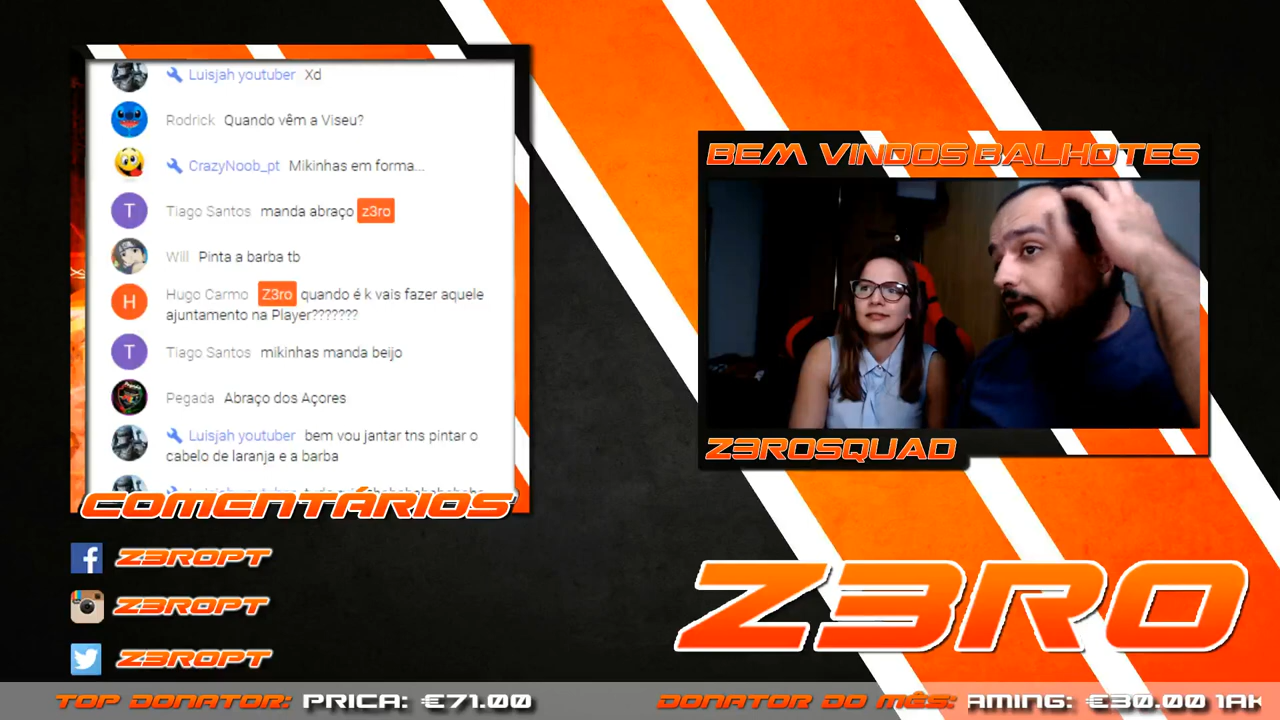 Luisjah youtuber Xd
Rodrick Quando vêm a Viseu?
CrazyNoob_pt Mikinhas em forma...
T Tiago Santos manda abraço z3ro
Will Pinta a barba tb
H Hugo Carmo Z3ro quando é k vais fazer aquele
ajuntamento na Player???????
T Tiago Santos mikinhas manda beijo
Pegada Abraço dos Açores
Luisjah youtuber bem vou jantar tns pintar o
cabelo de laranja e a barba
COMENTÁRIOS
Z3ROPT
Z3ROPT
Z3ROPT
BEM VINDOS BALHOTES
Z3ROSQUAD
Z3RO
TOP DONATOR: PRICA: €71.00
DONATOR DO MÊS: AMING: €30.00